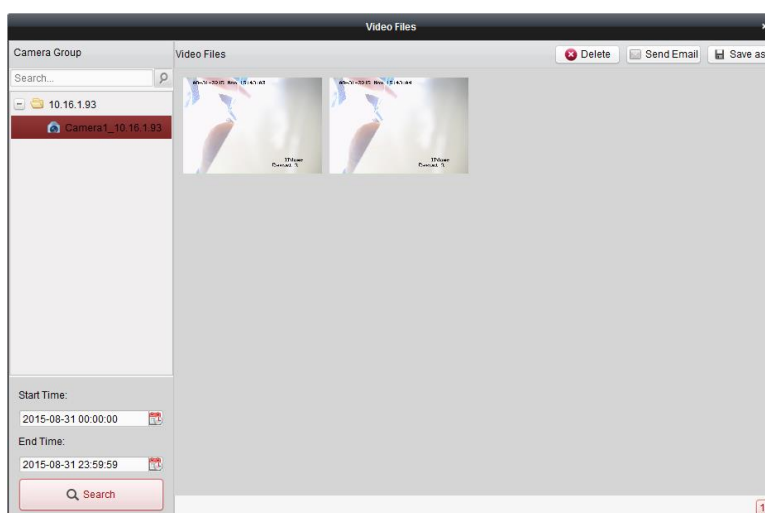 Video Files
Camera Group
Video Files
Delete
Send Email
Save as
Search...
10.16.1.93
Camera1_10.16.1.93
Start Time:
2015-08-31 00:00:00
End Time:
2015-08-31 23:59:59
Search
1